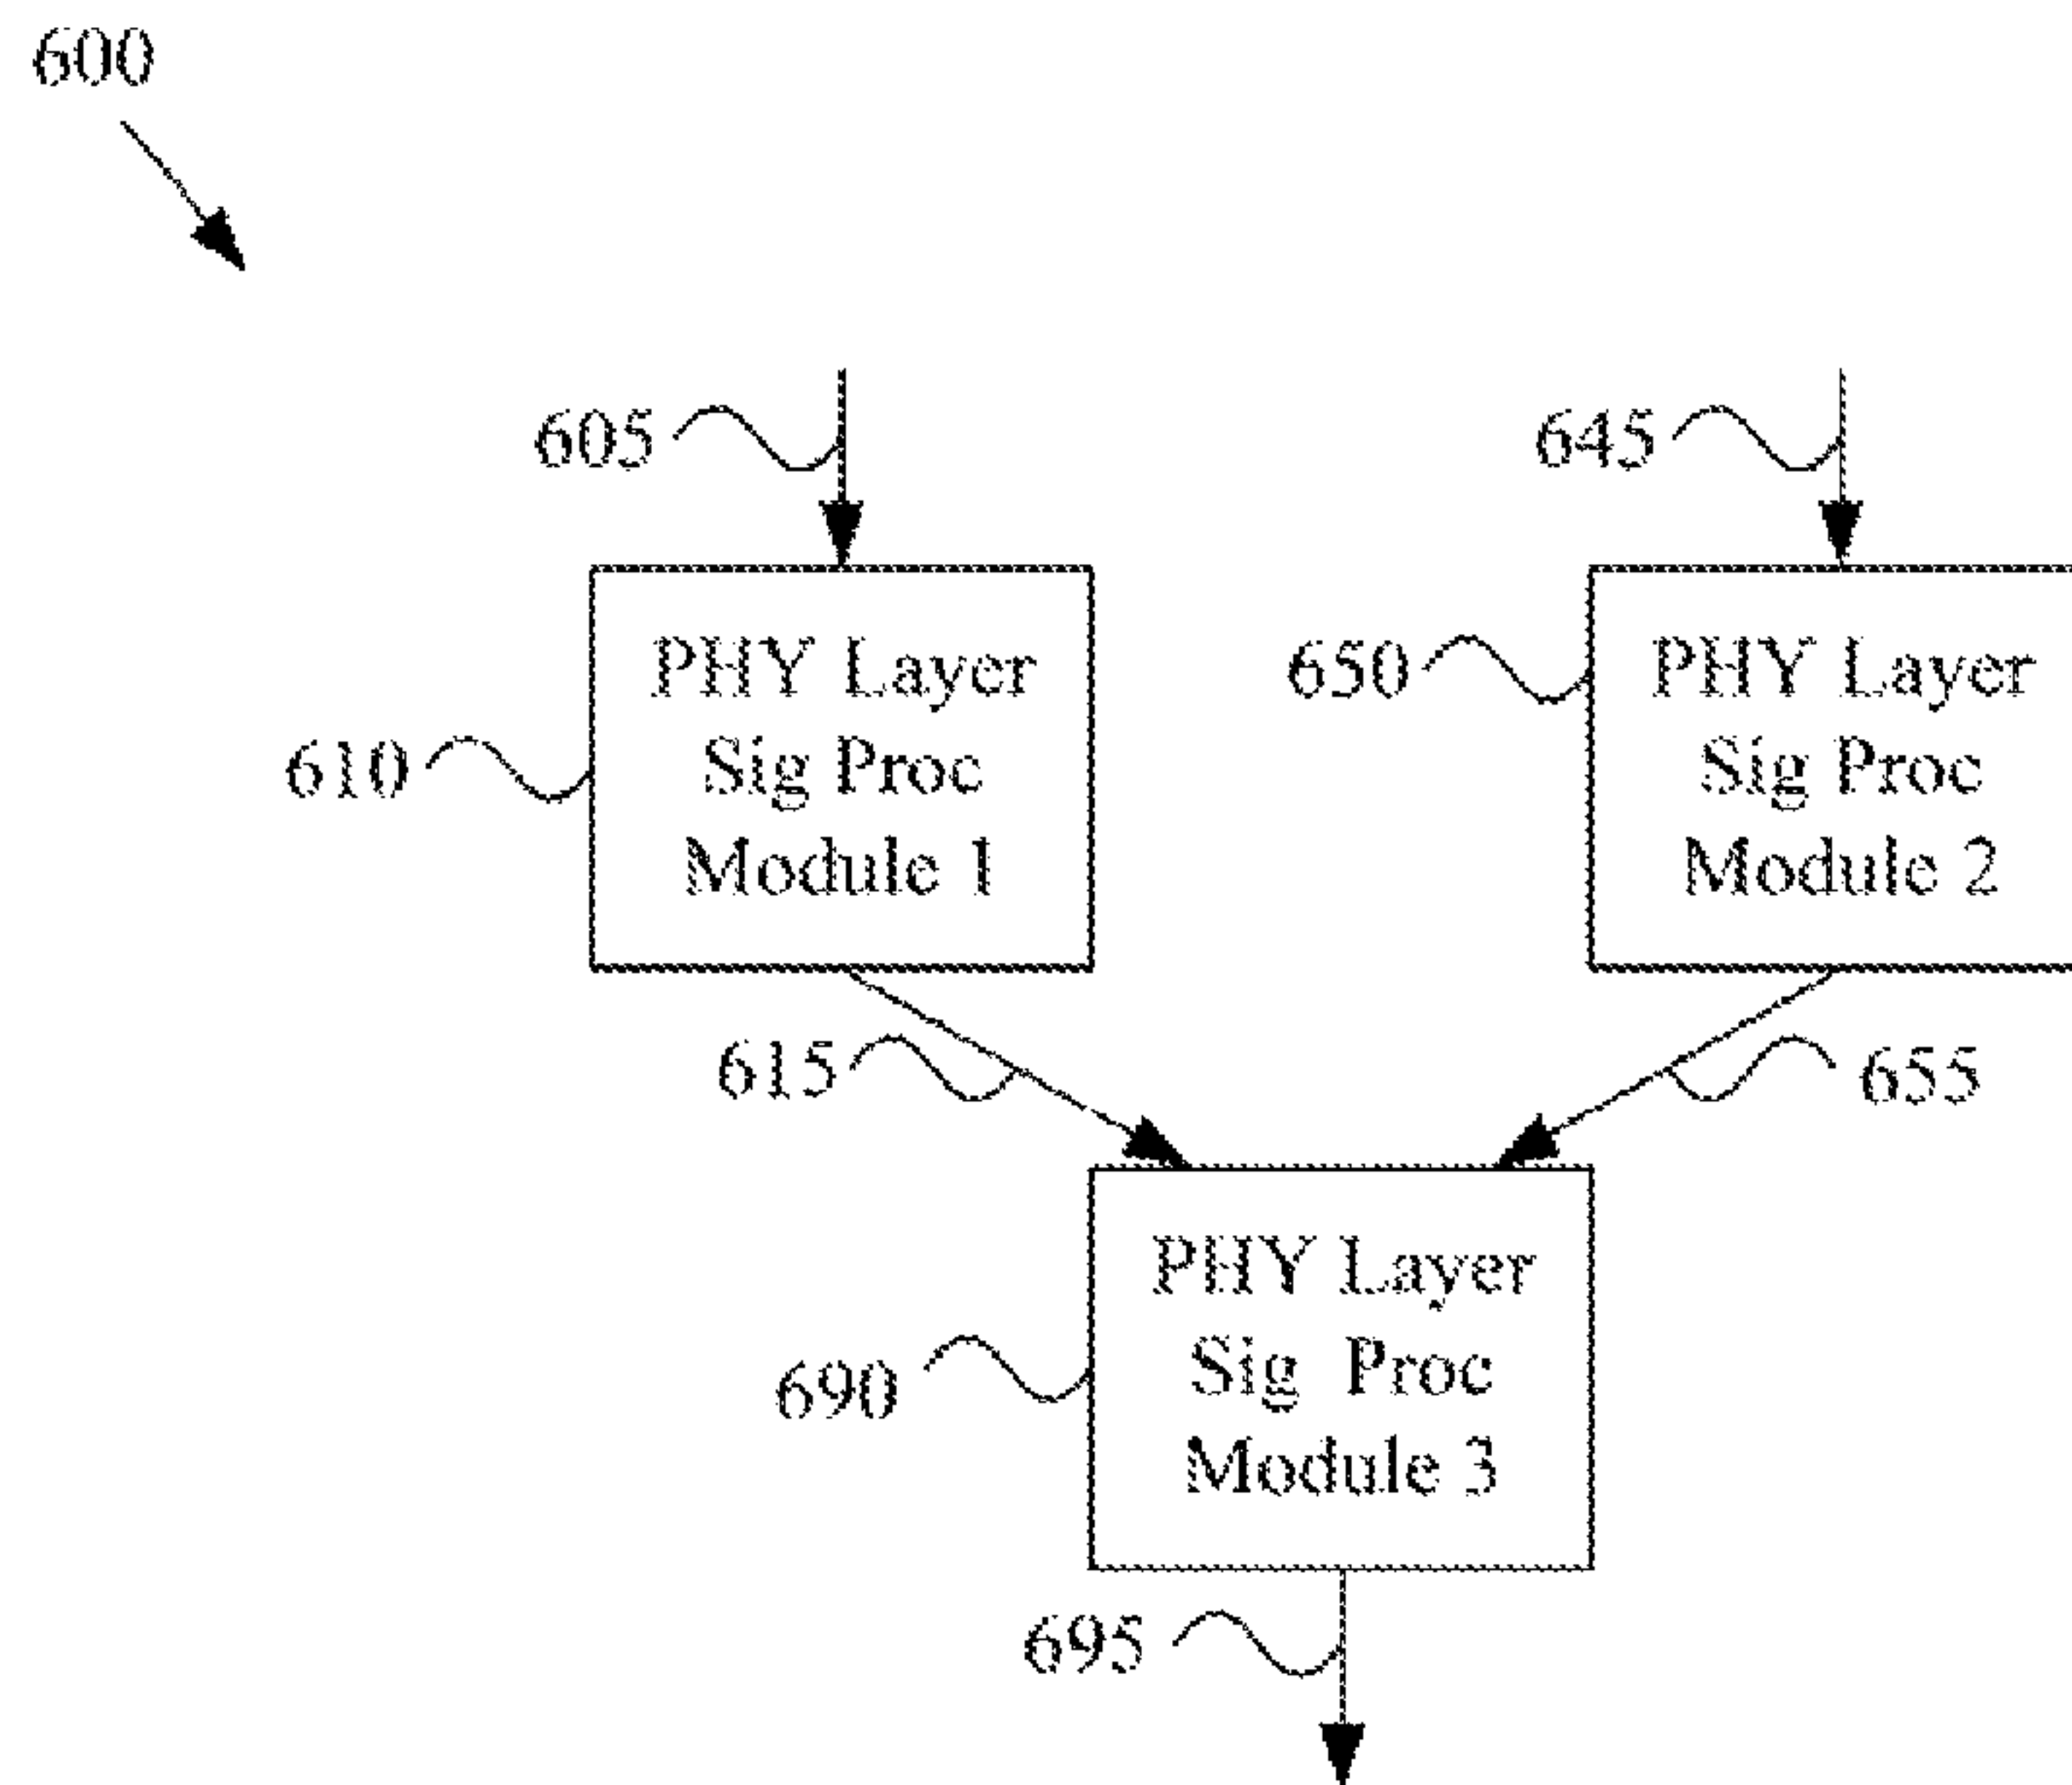 600
605
645
PHY Layer
Sig Proc
Module 1
610
PHY Layer
Sig Proc
Module 2
650
615
655
PHY Layer
Sig Proc
Module 3
690
695